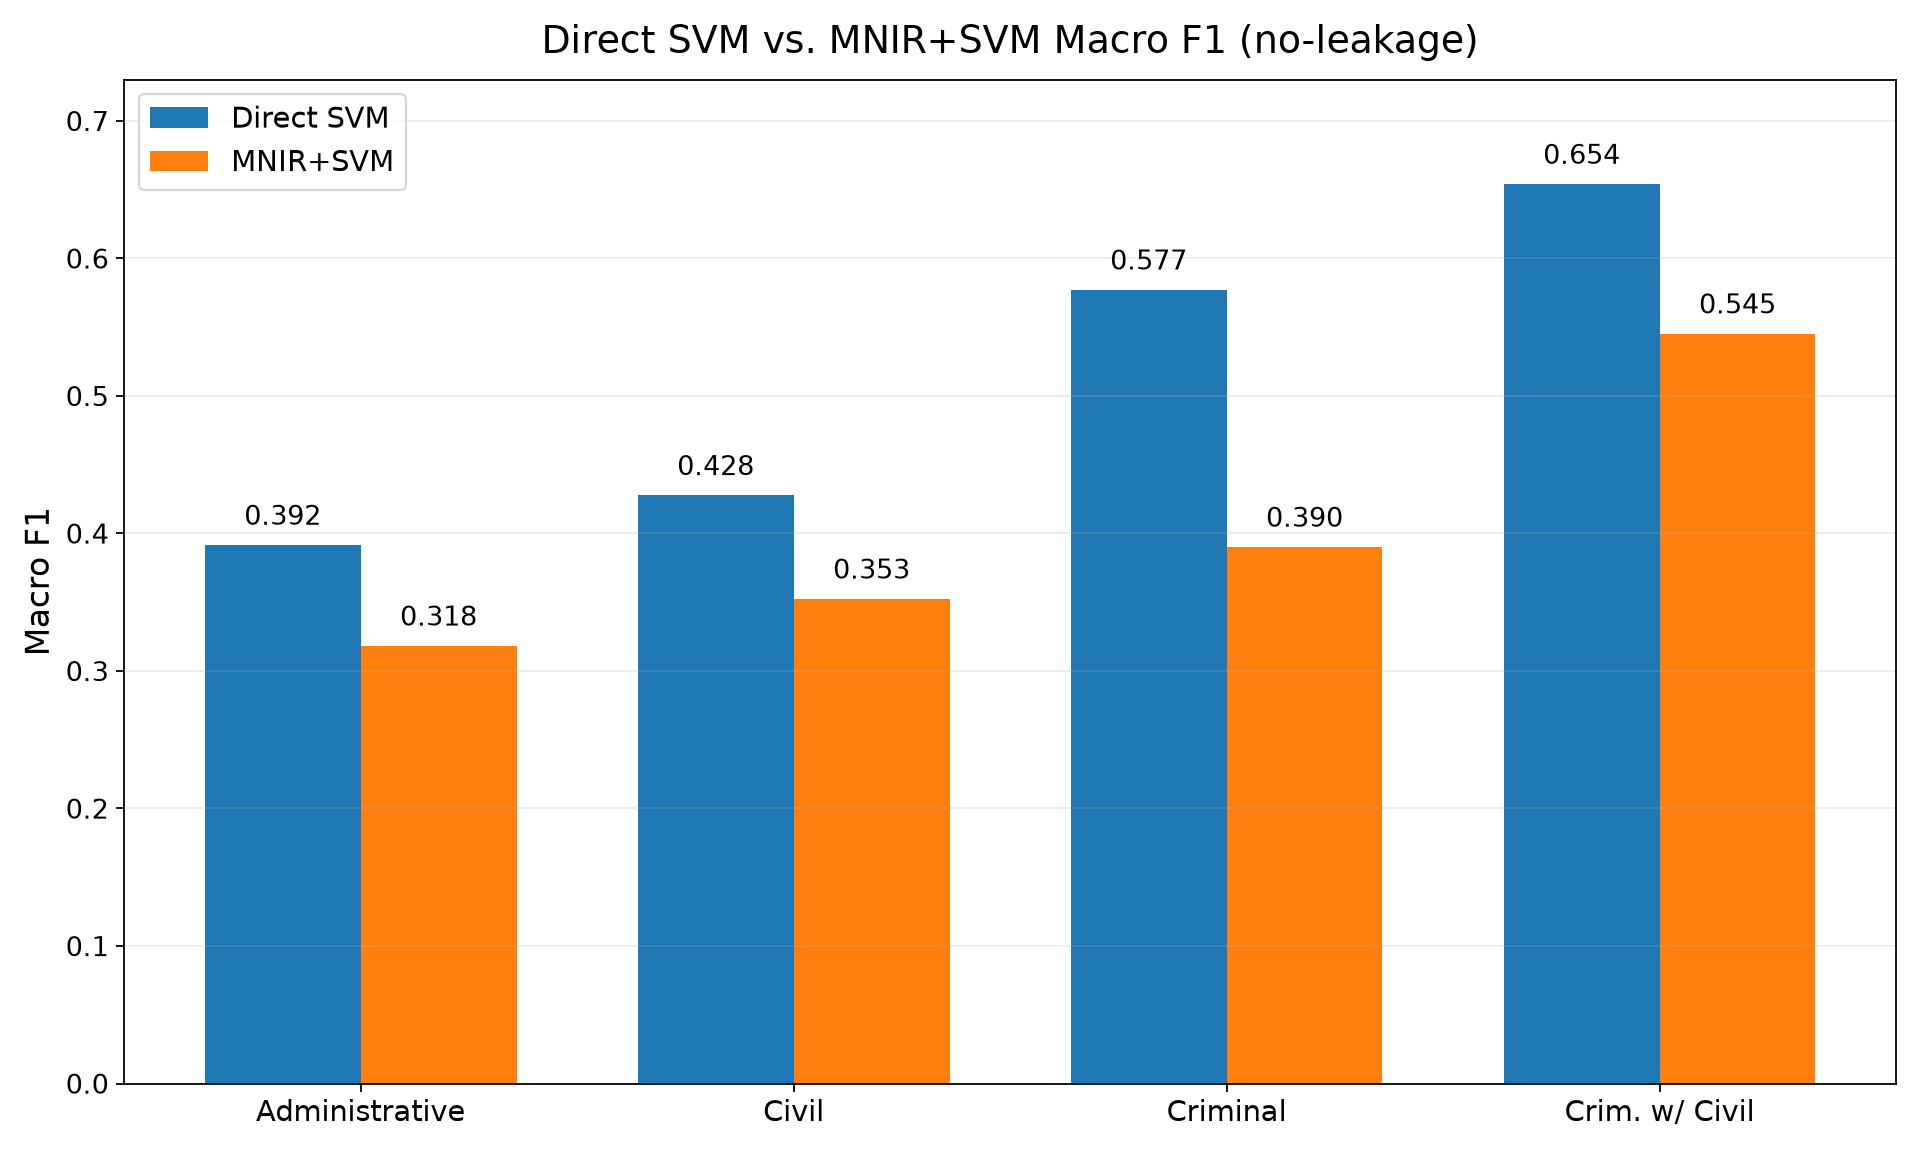 Direct SVM vs. MNIR+SVM Macro F1 (no-leakage)
Direct SVM
MNIR+SVM
Macro F1
0.7
0.6
0.5
0.4
0.3
0.2
0.1
0.0
0.392
0.318
0.428
0.353
0.577
0.390
0.654
0.545
Administrative
Civil
Criminal
Crim. w/ Civil